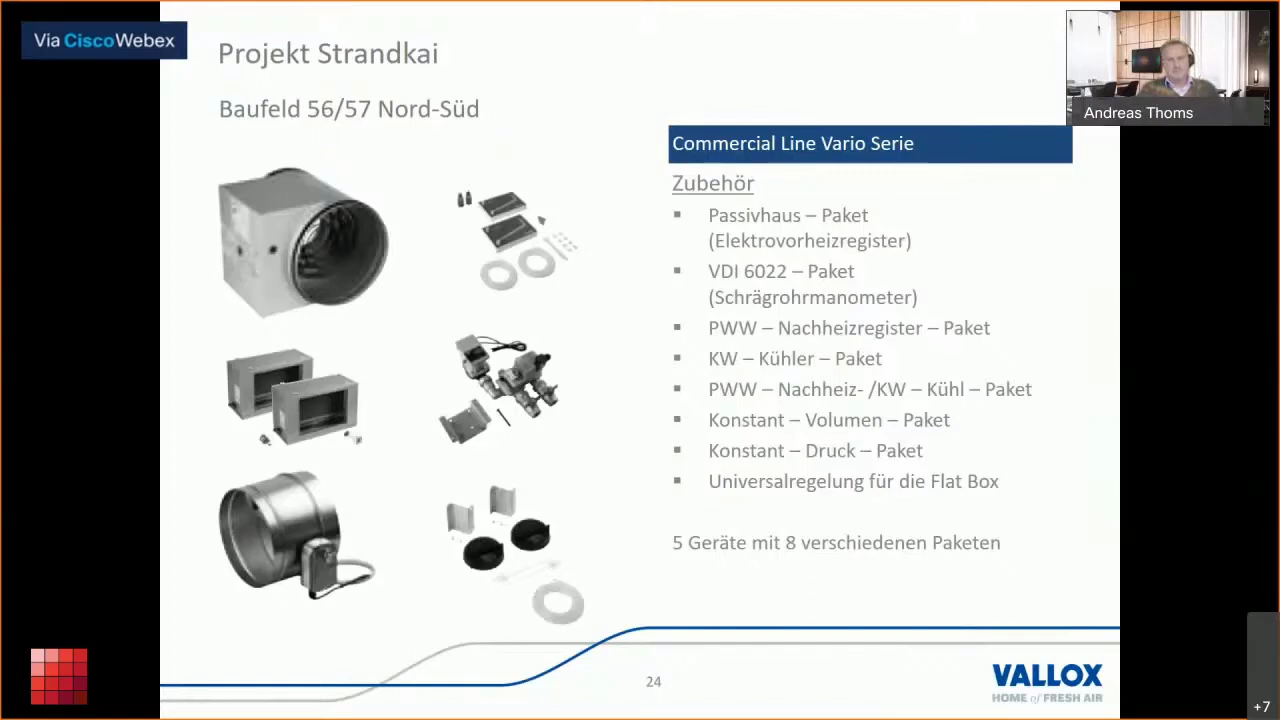 Via CiscoWebex
Projekt Strandkai
Baufeld 56/57 Nord-Süd
Andreas Thoms
Commercial Line Vario Serie
Zubehör
▪ Passivhaus – Paket
(Elektrovorheizregister)
▪ VDI 6022 – Paket
(Schrägrohrmanometer)
▪ PWW – Nachheizregister – Paket
▪ KW – Kühler – Paket
▪ PWW – Nachheiz- /KW – Kühl – Paket
▪ Konstant – Volumen – Paket
▪ Konstant – Druck – Paket
▪ Universalregelung für die Flat Box
5 Geräte mit 8 verschiedenen Paketen
24
VALLOX
HOME of FRESH AIR
+7